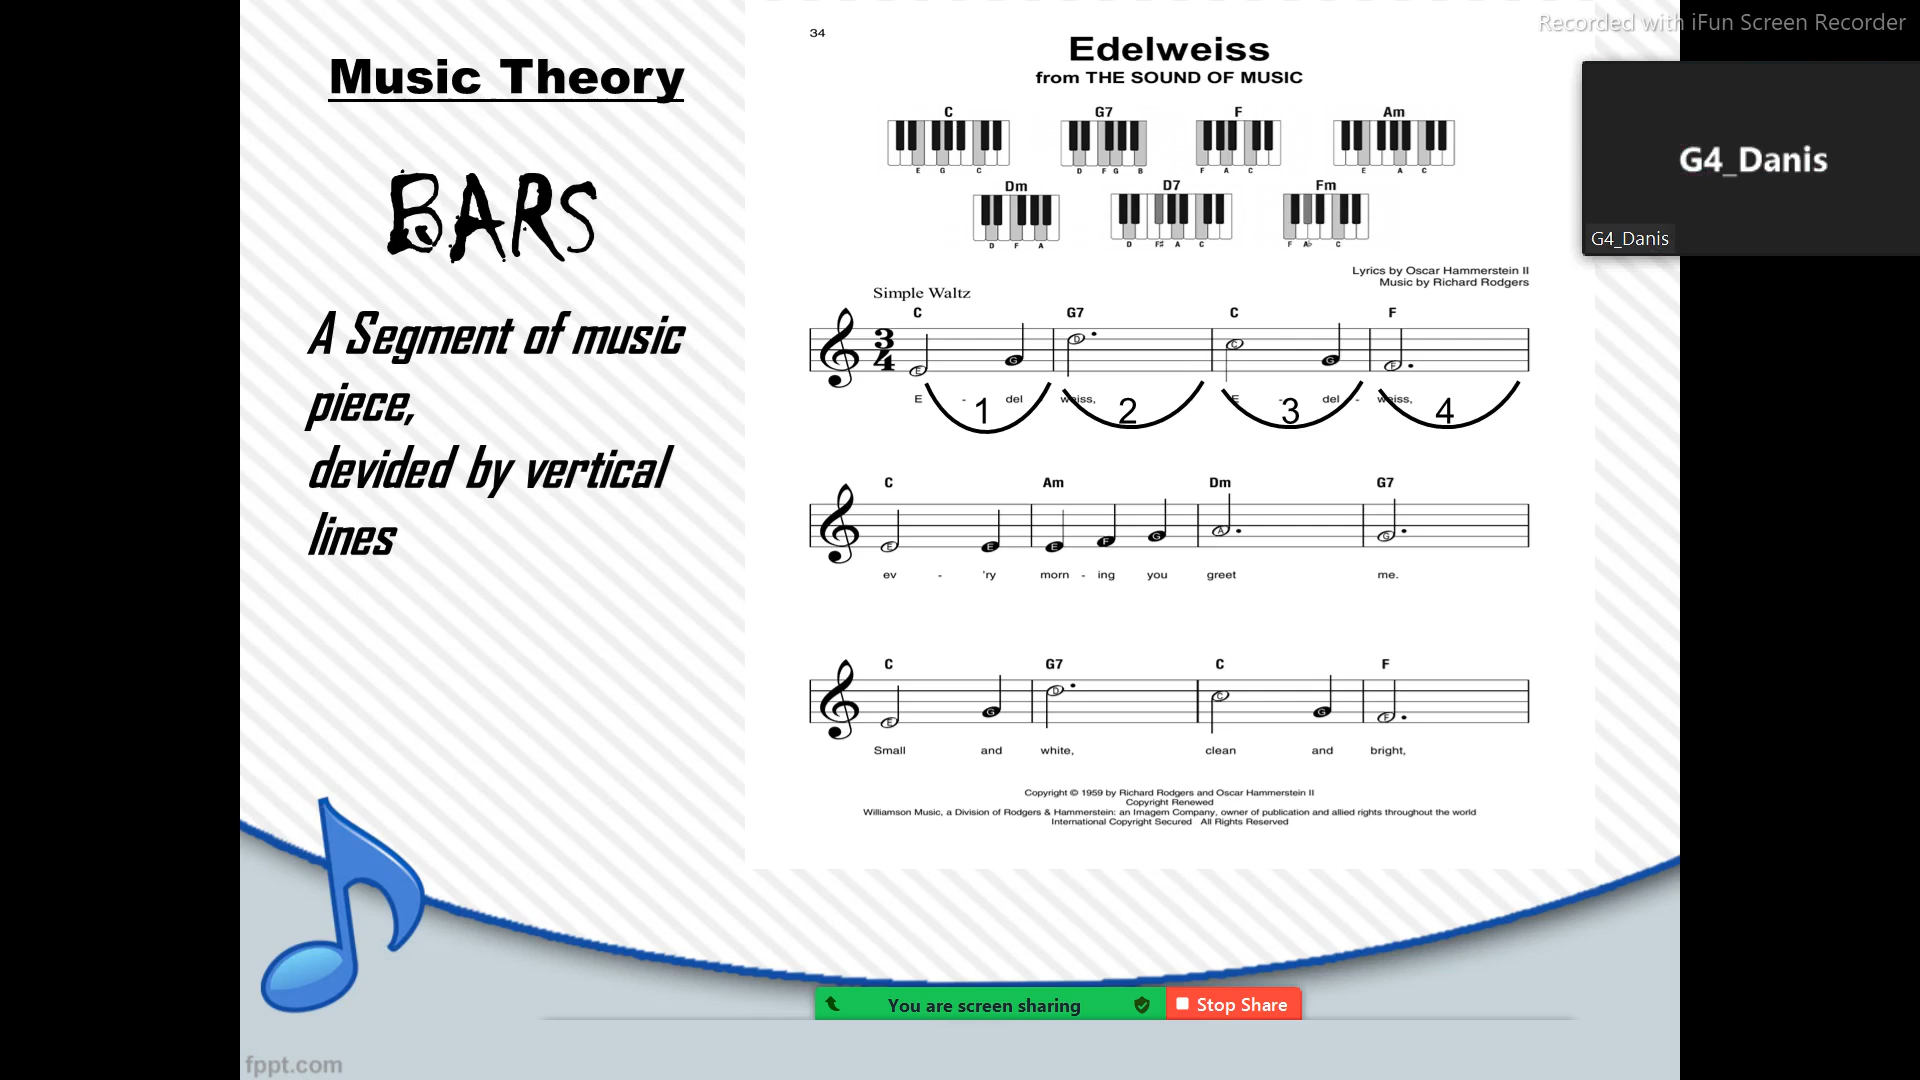 Recorded with iFun Screen Recorder
Music Theory
BARS
A Segment of music
piece,
devided by vertical
lines
34
Edelweiss
from THE SOUND OF MUSIC
C G7 F Am
E G C D F G B F A C E A C
Dm D7 Fm
D F A D F# A C F Ab C
Lyrics by Oscar Hammerstein II
Music by Richard Rodgers
Simple Waltz
C G7 C F
3
4
E G D C G F
E - del weiss, E - del - weiss,
1 2 3 4
C Am Dm G7
E E E F G A G
ev - 'ry morn - ing you greet me.
C G7 C F
E G D C G F
Small and white, clean and bright,
Copyright © 1959 by Richard Rodgers and Oscar Hammerstein II
Copyright Renewed
Williamson Music, a Division of Rodgers & Hammerstein: an Imagem Company, owner of publication and allied rights throughout the world
International Copyright Secured All Rights Reserved
G4_Danis
G4_Danis
You are screen sharing Stop Share
fppt.com